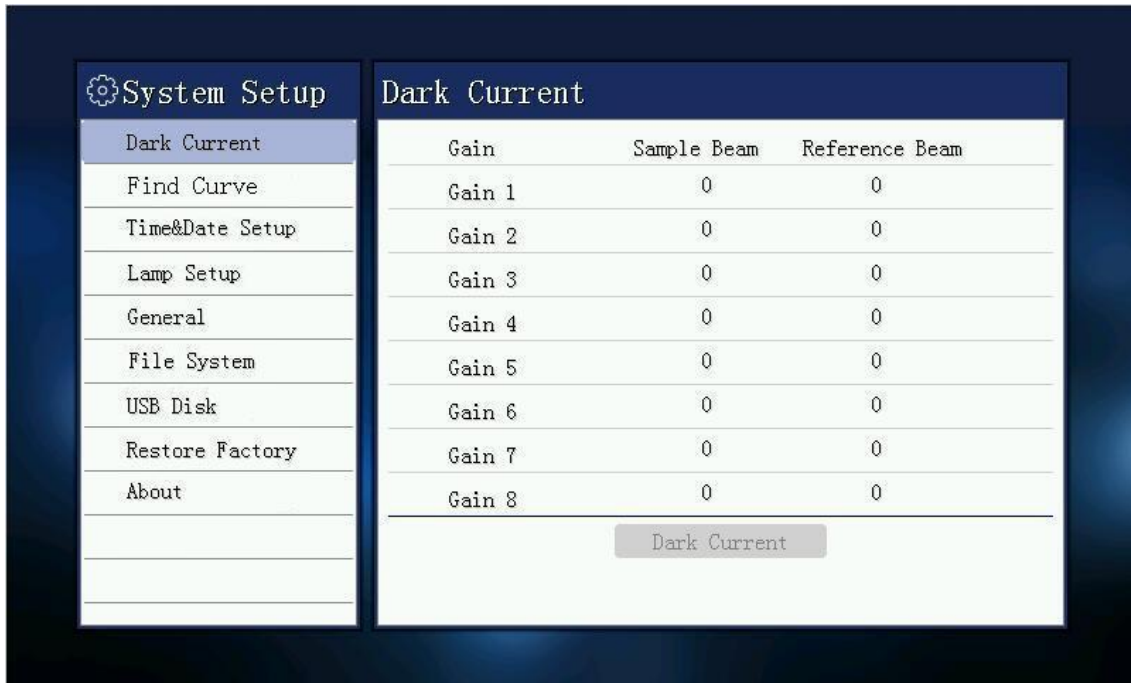 System Setup
Dark Current
Find Curve
Time&Date Setup
Lamp Setup
General
File System
USB Disk
Restore Factory
About
Dark Current
Gain Sample Beam Reference Beam
Gain 1 0 0
Gain 2 0 0
Gain 3 0 0
Gain 4 0 0
Gain 5 0 0
Gain 6 0 0
Gain 7 0 0
Gain 8 0 0
Dark Current